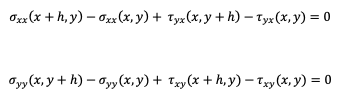 σxx(x + h, y) − σxx(x, y) + τyx(x, y + h) − τyx(x, y) = 0
σyy(x, y + h) − σyy(x, y) + τxy(x + h, y) − τxy(x, y) = 0